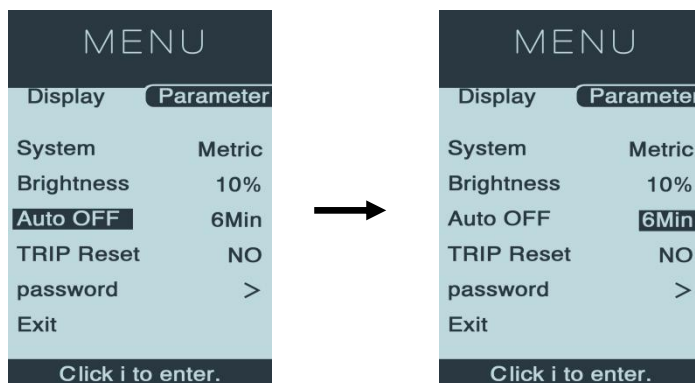 MENU
Display Parameter
System Metric
Brightness 10%
Auto OFF 6Min
TRIP Reset NO
password >
Exit
Click i to enter.
MENU
Display Parameter
System Metric
Brightness 10%
Auto OFF 6Min
TRIP Reset NO
password >
Exit
Click i to enter.